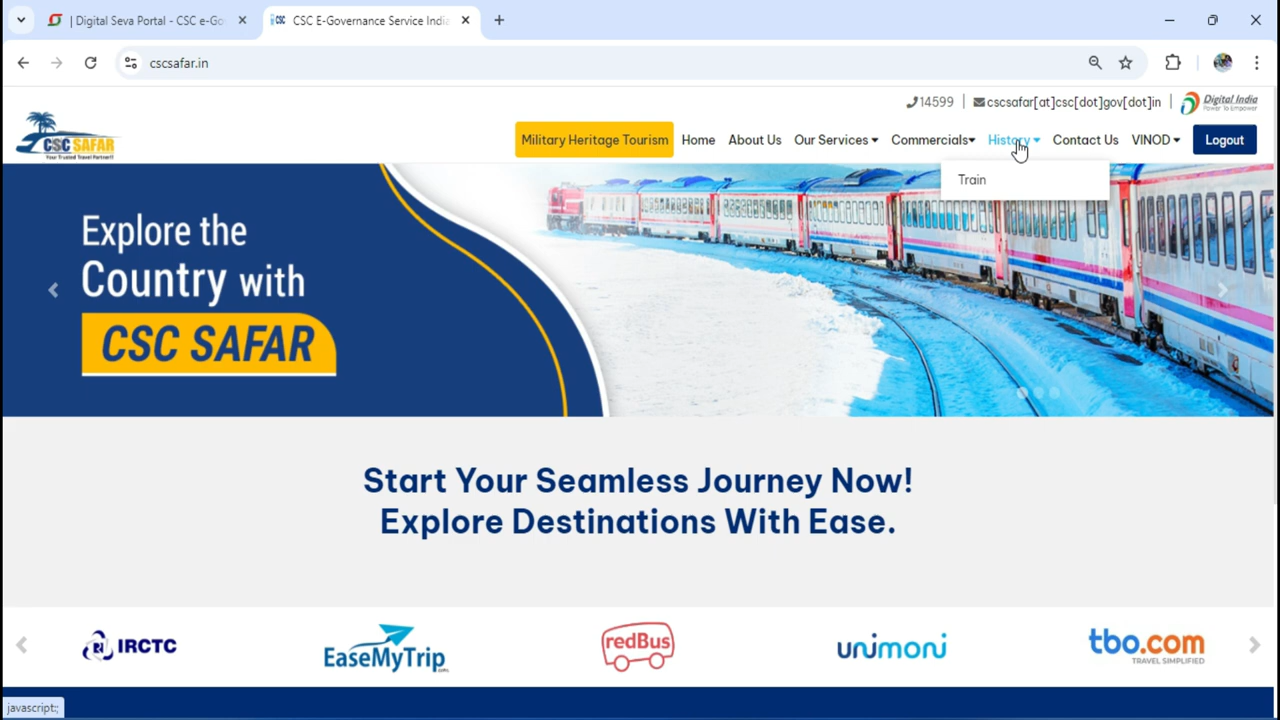 | Digital Seva Portal - CSC e-Go
CSC E-Governance Service India
cscsafar.in
14599
cscsafar[at]csc[dot]gov[dot]in
Digital India
Power To Empower
CSC SAFAR
Your Trusted Travel Partner!!
Military Heritage Tourism
Home
About Us
Our Services
Commercials
History
Contact Us
VINOD
Logout
Train
Explore the
Country with
CSC SAFAR
Start Your Seamless Journey Now!
Explore Destinations With Ease.
IRCTC
EaseMyTrip
.com
redBus
unimoni
tbo.com
TRAVEL SIMPLIFIED
javascript:;